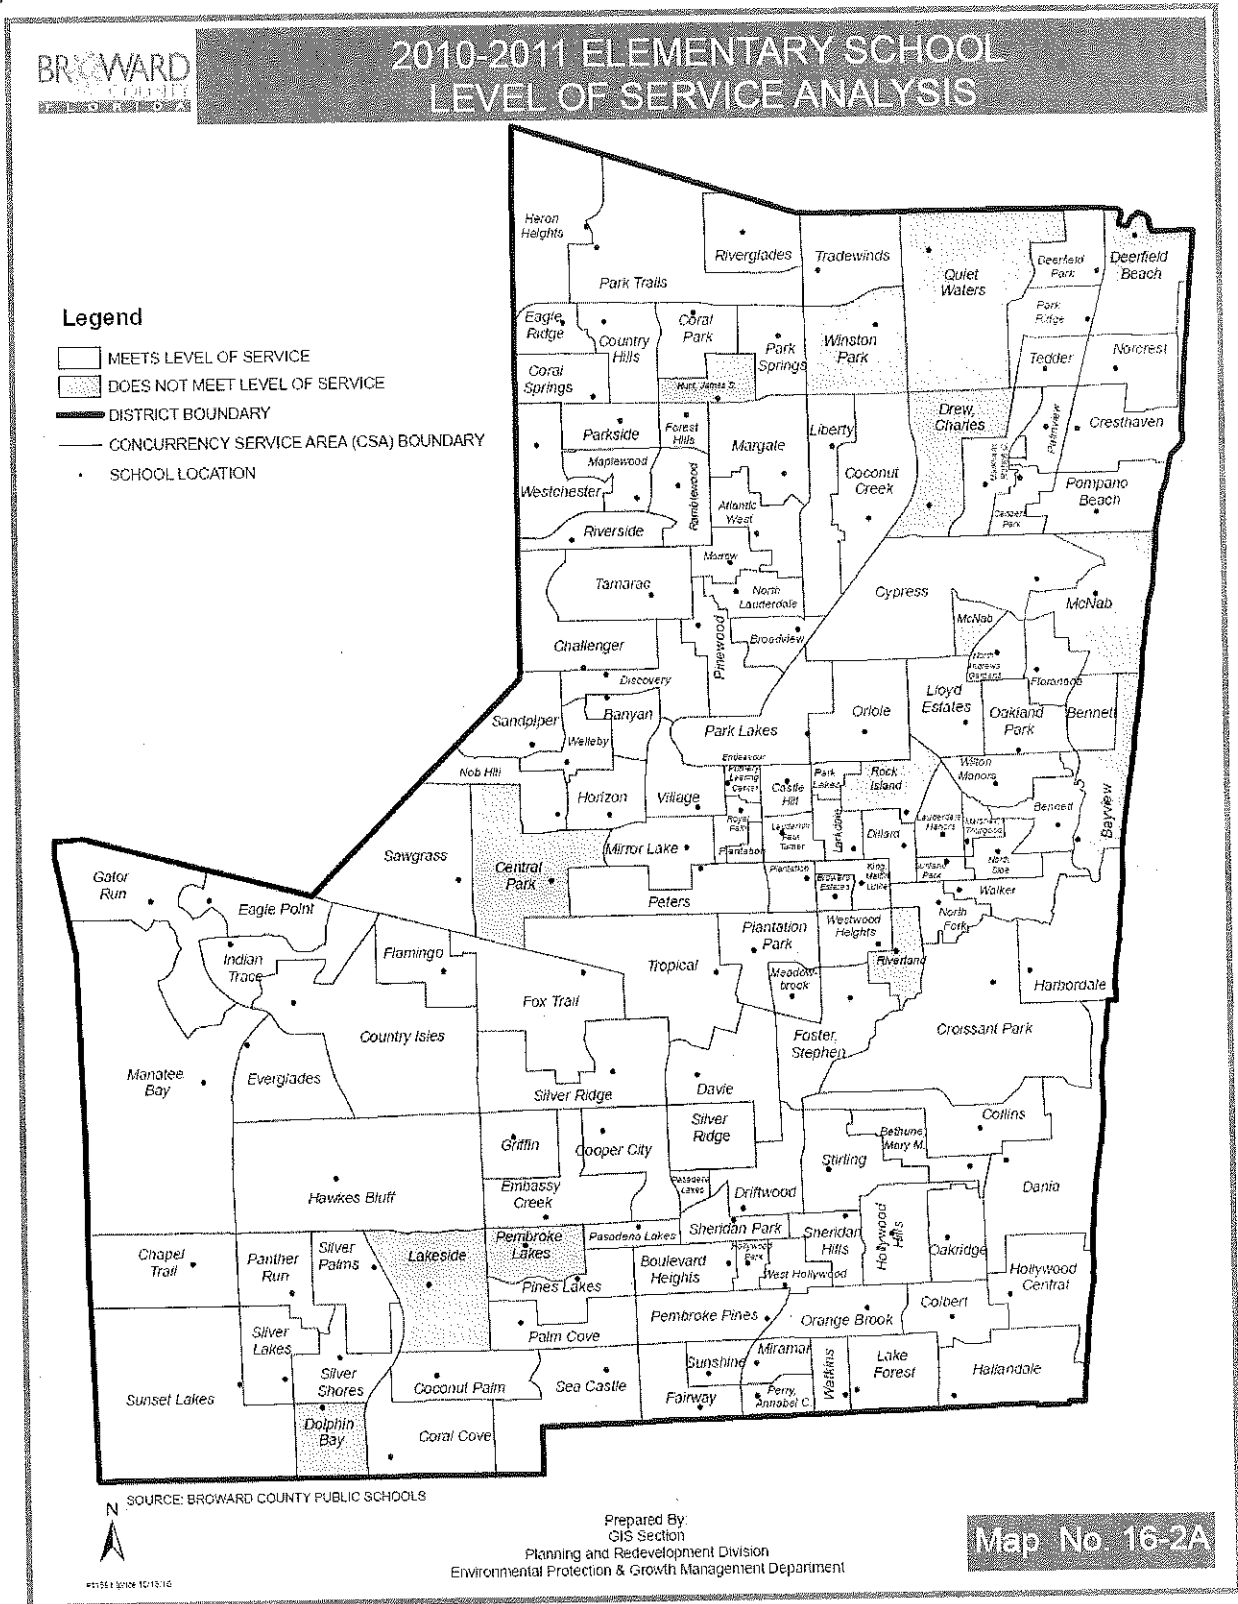 BROWARD
COUNTY
FLORIDA
2010-2011 ELEMENTARY SCHOOL
LEVEL OF SERVICE ANALYSIS
Legend
MEETS LEVEL OF SERVICE
DOES NOT MEET LEVEL OF SERVICE
DISTRICT BOUNDARY
CONCURRENCY SERVICE AREA (CSA) BOUNDARY
SCHOOL LOCATION
Heron
Heights
Riverglades
Tradewinds
Park Trails
Quiet
Waters
Deerfield
Park
Deerfield
Beach
Eagle
Ridge
Country
Hills
Coral
Park
Park
Springs
Winston
Park
Park
Ridge
Tedder
Norcrest
Coral
Springs
Hunt, James S.
Parkside
Forest
Hills
Margate
Liberty
Drew,
Charles
Palmview
Cresthaven
Maplewood
Westchester
Ramblewood
Coconut
Creek
Pompano
Beach
Atlantic
West
Riverside
Morrow
Tamarac
North
Lauderdale
Cypress
McNab
McNab
Challenger
Pinewood
Broadview
North
Andrews
Gardens
Floranada
Discovery
Sandpiper
Banyan
Welleby
Park Lakes
Oriole
Lloyd
Estates
Oakland
Park
Bennett
Nob Hill
Horizon
Village
Endeavour
Primary
Learning
Center
Castle
Hill
Park
Lakes
Rock
Island
Wilton
Manors
Bennett
Bayview
Royal
Palm
Lauderhill
Paul
Turner
Larkdale
Dillard
Lauderdale
Manors
Marshall,
Thurgood
Sawgrass
Central
Park
Mirror Lake
Plantation
Plantation
Broward
Estates
King,
Martin
Luther
Sunland
Park
North
Side
Walker
Peters
Gator
Run
Eagle Point
Flamingo
Indian
Trace
Fox Trail
Tropical
Plantation
Park
Westwood
Heights
North
Fork
Riverland
Meadow-
brook
Harbordale
Country Isles
Foster,
Stephen
Croissant Park
Manatee
Bay
Everglades
Silver Ridge
Davie
Silver
Ridge
Collins
Griffin
Cooper City
Bethune,
Mary M.
Stirling
Hawkes Bluff
Embassy
Creek
Pasadena
Lakes
Driftwood
Dania
Chapel
Trail
Panther
Run
Silver
Palms
Lakeside
Pembroke
Lakes
Pasadena Lakes
Sheridan Park
Sheridan
Hills
Hollywood
Hills
Oakridge
Boulevard
Heights
Hollywood
Park
West Hollywood
Hollywood
Central
Pines Lakes
Silver
Lakes
Palm Cove
Pembroke Pines
Orange Brook
Colbert
Sunset Lakes
Silver
Shores
Coconut Palm
Sea Castle
Sunshine
Miramar
Watkins
Lake
Forest
Hallandale
Fairway
Perry,
Annabel C.
Dolphin
Bay
Coral Cove
N
SOURCE: BROWARD COUNTY PUBLIC SCHOOLS
Prepared By:
GIS Section
Planning and Redevelopment Division
Environmental Protection & Growth Management Department
Map No. 16-2A